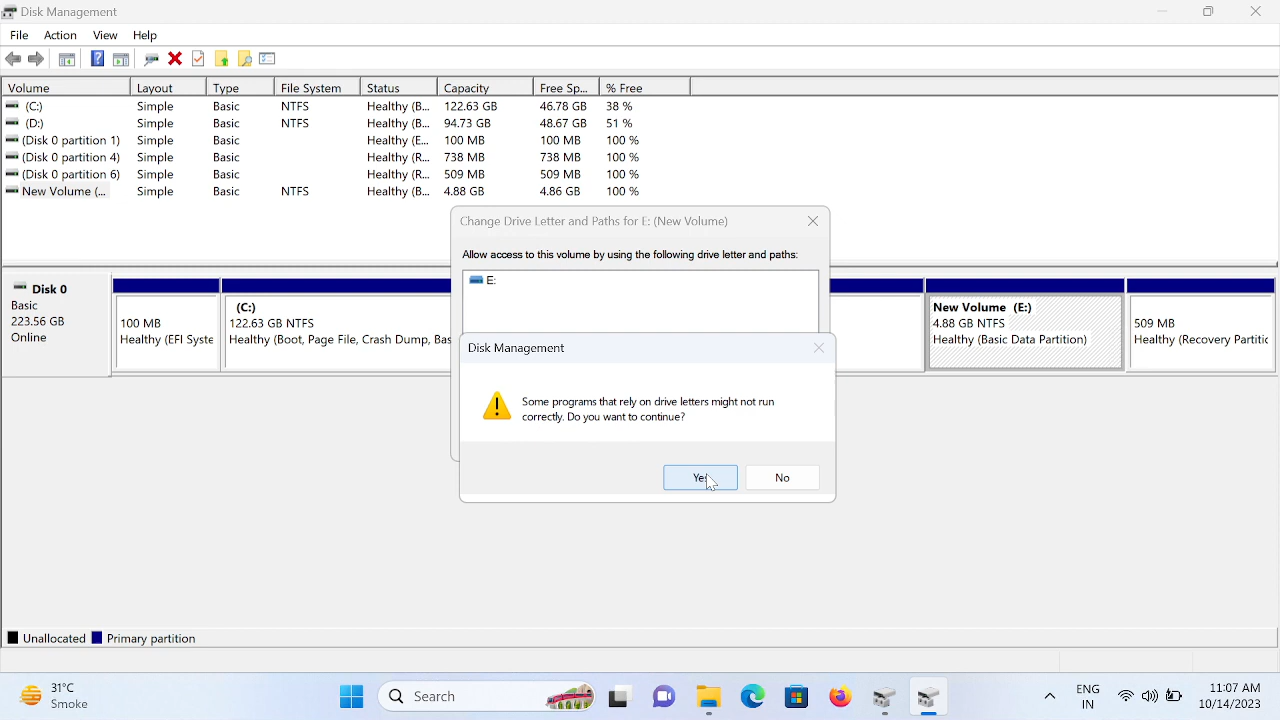 Disk Management
File Action View Help
Volume Layout Type File System Status Capacity Free Sp... % Free
(C:) Simple Basic NTFS Healthy (B... 122.63 GB 46.78 GB 38 %
(D:) Simple Basic NTFS Healthy (B... 94.73 GB 48.67 GB 51 %
(Disk 0 partition 1) Simple Basic Healthy (E... 100 MB 100 MB 100 %
(Disk 0 partition 4) Simple Basic Healthy (R... 738 MB 738 MB 100 %
(Disk 0 partition 6) Simple Basic Healthy (R... 509 MB 509 MB 100 %
New Volume (... Simple Basic NTFS Healthy (B... 4.88 GB 4.86 GB 100 %
Change Drive Letter and Paths for E: (New Volume)
Allow access to this volume by using the following drive letter and paths:
E:
Disk Management
Some programs that rely on drive letters might not run
correctly. Do you want to continue?
Yes No
Disk 0
Basic
223.56 GB
Online
100 MB
Healthy (EFI Syste
(C:)
122.63 GB NTFS
Healthy (Boot, Page File, Crash Dump, Bas
New Volume (E:)
4.88 GB NTFS
Healthy (Basic Data Partition)
509 MB
Healthy (Recovery Partitic
Unallocated Primary partition
31°C
Smoke
Search
ENG
IN
11:07 AM
10/14/2023